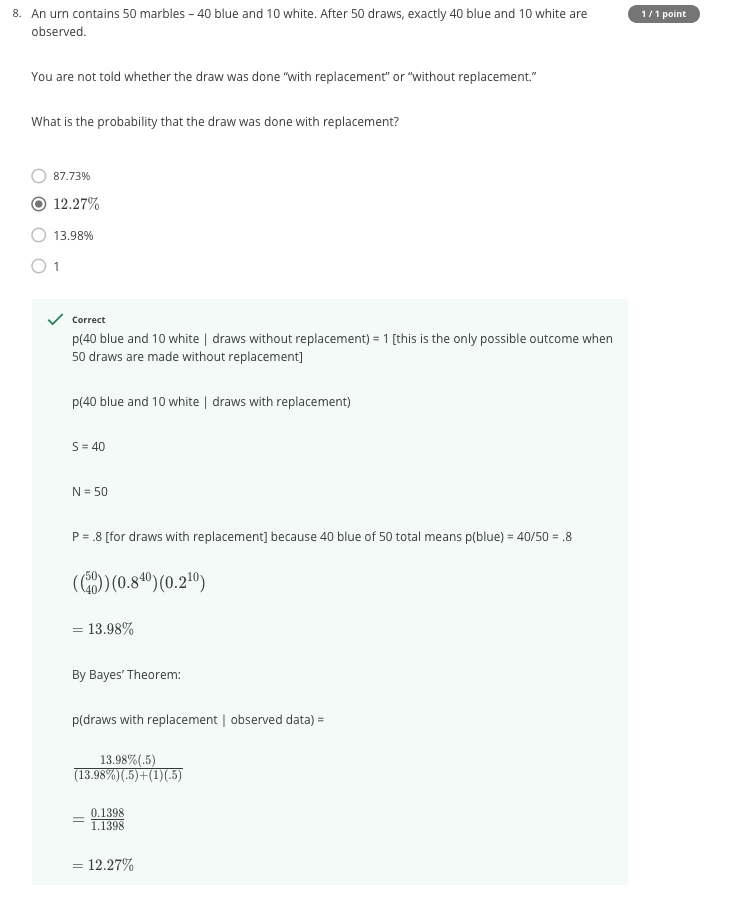 8. An urn contains 50 marbles – 40 blue and 10 white. After 50 draws, exactly 40 blue and 10 white are
observed.
1 / 1 point
You are not told whether the draw was done “with replacement” or “without replacement.”
What is the probability that the draw was done with replacement?
87.73%
12.27%
13.98%
1
Correct
p(40 blue and 10 white | draws without replacement) = 1 [this is the only possible outcome when
50 draws are made without replacement]
p(40 blue and 10 white | draws with replacement)
S = 40
N = 50
P = .8 [for draws with replacement] because 40 blue of 50 total means p(blue) = 40/50 = .8
((50 40))(0.8^40)(0.2^10)
= 13.98%
By Bayes’ Theorem:
p(draws with replacement | observed data) =
13.98%(.5)
(13.98%)(.5)+(1)(.5)
= 0.1398
1.1398
= 12.27%